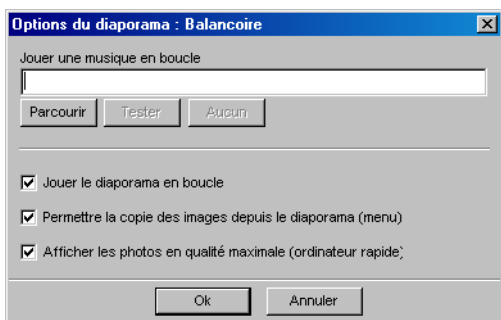 Options du diaporama : Balancoire
Jouer une musique en boucle
Parcourir Tester Aucun
Jouer le diaporama en boucle
Permettre la copie des images depuis le diaporama (menu)
Afficher les photos en qualité maximale (ordinateur rapide)
Ok Annuler